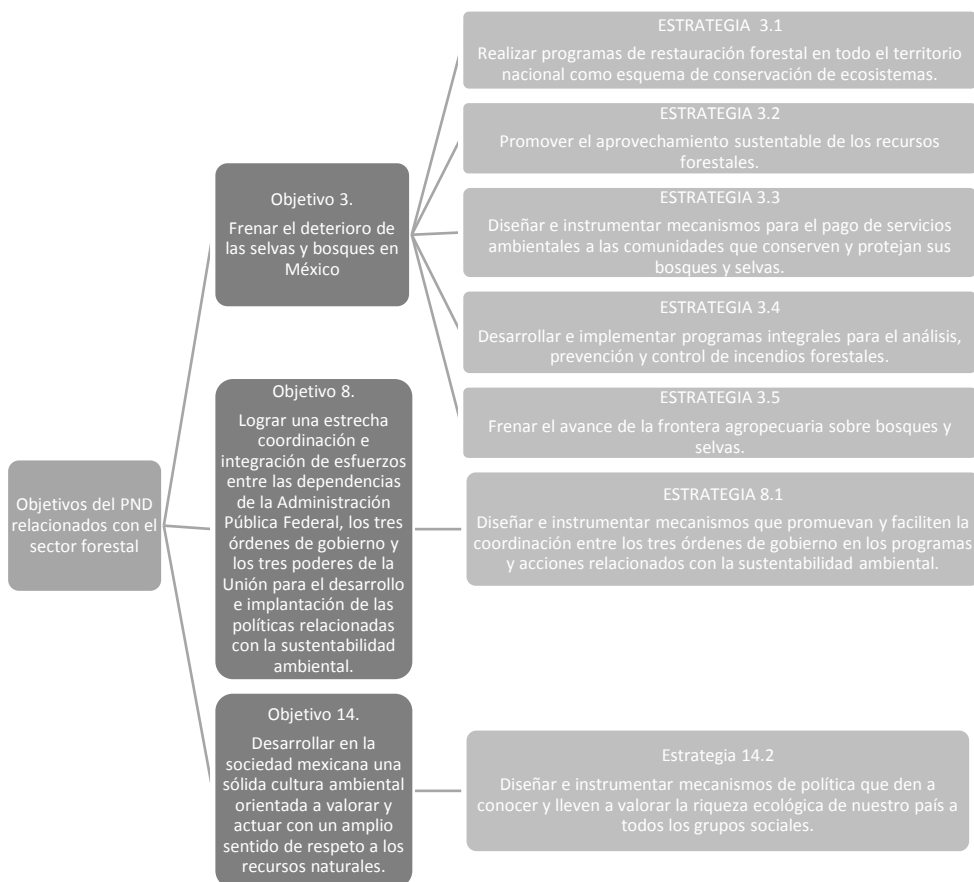 Objetivos del PND
relacionados con el
sector forestal
Objetivo 3.
Frenar el deterioro de
las selvas y bosques en
México
ESTRATEGIA 3.1
Realizar programas de restauración forestal en todo el territorio
nacional como esquema de conservación de ecosistemas.
ESTRATEGIA 3.2
Promover el aprovechamiento sustentable de los recursos
forestales.
ESTRATEGIA 3.3
Diseñar e instrumentar mecanismos para el pago de servicios
ambientales a las comunidades que conserven y protejan sus
bosques y selvas.
ESTRATEGIA 3.4
Desarrollar e implementar programas integrales para el análisis,
prevención y control de incendios forestales.
ESTRATEGIA 3.5
Frenar el avance de la frontera agropecuaria sobre bosques y
selvas.
Objetivo 8.
Lograr una estrecha
coordinación e
integración de esfuerzos
entre las dependencias
de la Administración
Pública Federal, los tres
órdenes de gobierno y
los tres poderes de la
Unión para el desarrollo
e implantación de las
políticas relacionadas
con la sustentabilidad
ambiental.
ESTRATEGIA 8.1
Diseñar e instrumentar mecanismos que promuevan y faciliten la
coordinación entre los tres órdenes de gobierno en los programas
y acciones relacionados con la sustentabilidad ambiental.
Objetivo 14.
Desarrollar en la
sociedad mexicana una
sólida cultura ambiental
orientada a valorar y
actuar con un amplio
sentido de respeto a los
recursos naturales.
Estrategia 14.2
Diseñar e instrumentar mecanismos de política que den a
conocer y lleven a valorar la riqueza ecológica de nuestro país a
todos los grupos sociales.